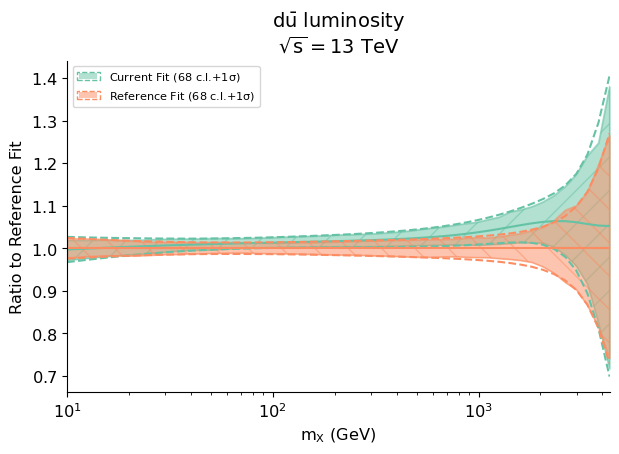 dū luminosity
√s = 13 TeV
Current Fit (68 c.l.+1σ)
Reference Fit (68 c.l.+1σ)
Ratio to Reference Fit
1.4
1.3
1.2
1.1
1.0
0.9
0.8
0.7
10¹
10²
10³
m_X (GeV)